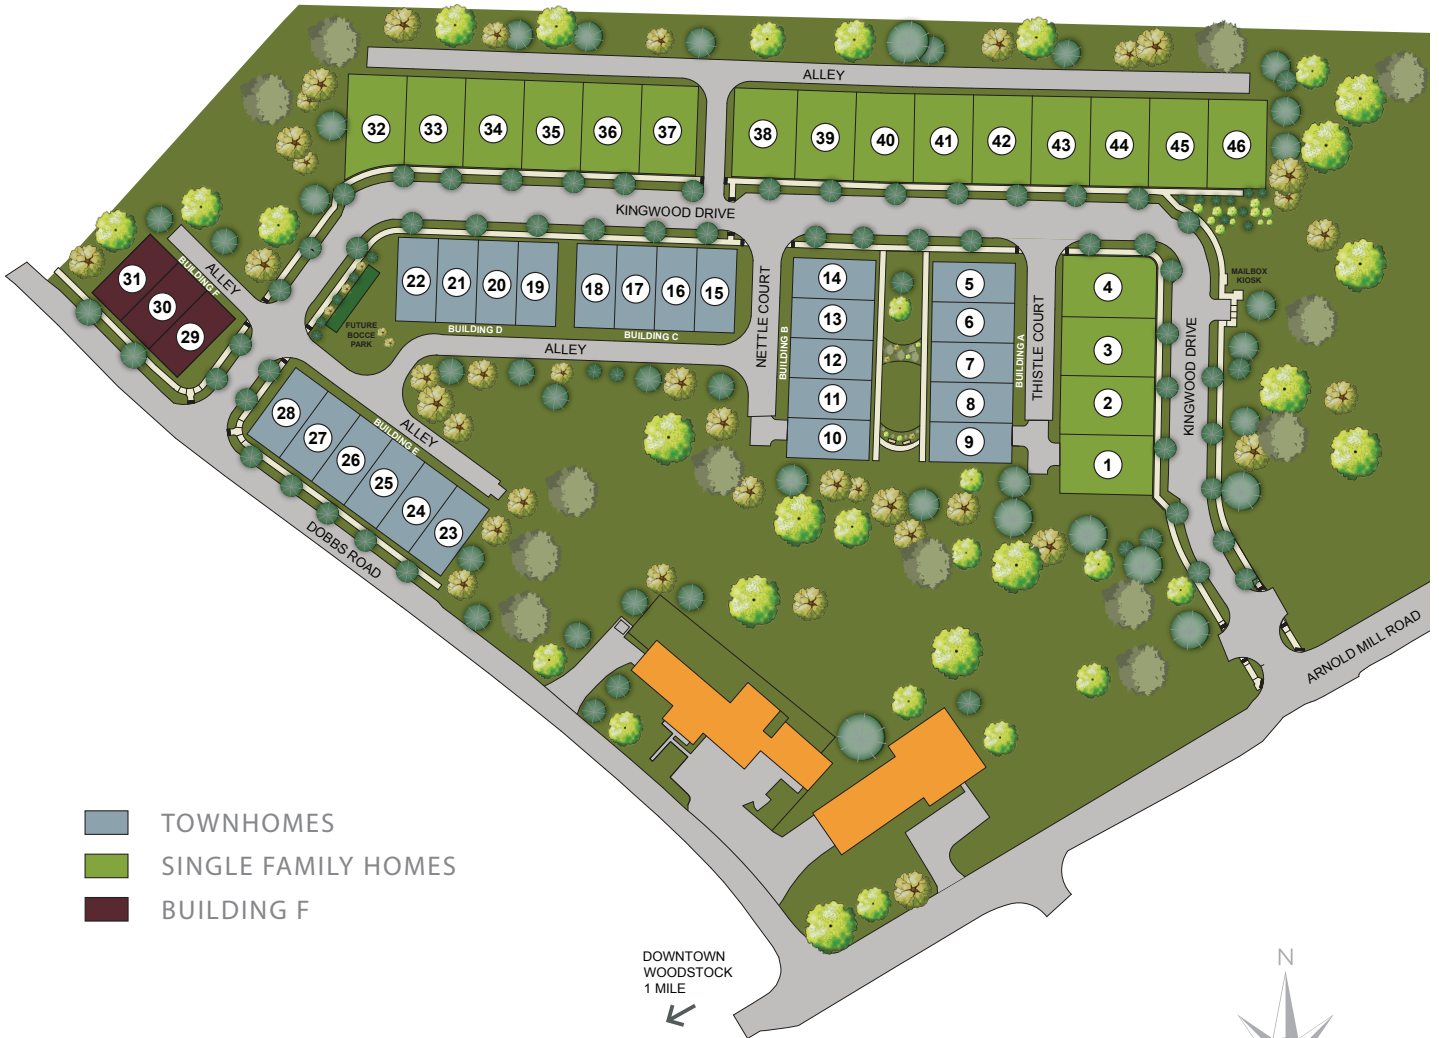 ALLEY
32
33
34
35
36
37
38
39
40
41
42
43
44
45
46
KINGWOOD DRIVE
31
30
29
BUILDING F
ALLEY
22
21
20
19
BUILDING D
18
17
16
15
BUILDING C
FUTURE
BOCCE
PARK
ALLEY
NETTLE COURT
BUILDING B
14
13
12
11
10
5
6
7
8
9
BUILDING A
THISTLE COURT
4
3
2
1
KINGWOOD DRIVE
MAILBOX
KIOSK
28
27
26
25
24
23
BUILDING E
ALLEY
DOBBS ROAD
ARNOLD MILL ROAD
TOWNHOMES
SINGLE FAMILY HOMES
BUILDING F
DOWNTOWN
WOODSTOCK
1 MILE
N